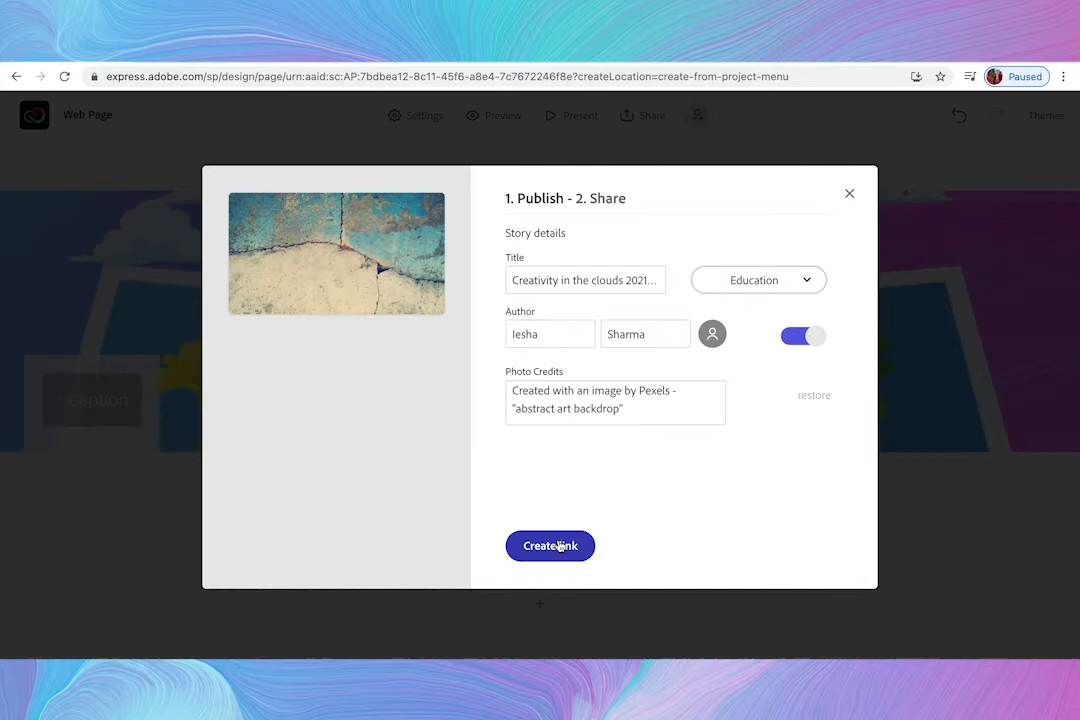 express.adobe.com/sp/design/page/urn:aaid:sc:AP:7bdbea12-8c11-45f6-a8e4-7c7672246f8e?createLocation=create-from-project-menu
Paused
Web Page
Settings
Preview
Present
Share
Themes
1. Publish - 2. Share
Story details
Title
Creativity in the clouds 2021...
Education
Author
Iesha
Sharma
Photo Credits
Created with an image by Pexels -
"abstract art backdrop"
restore
+ caption
Create link